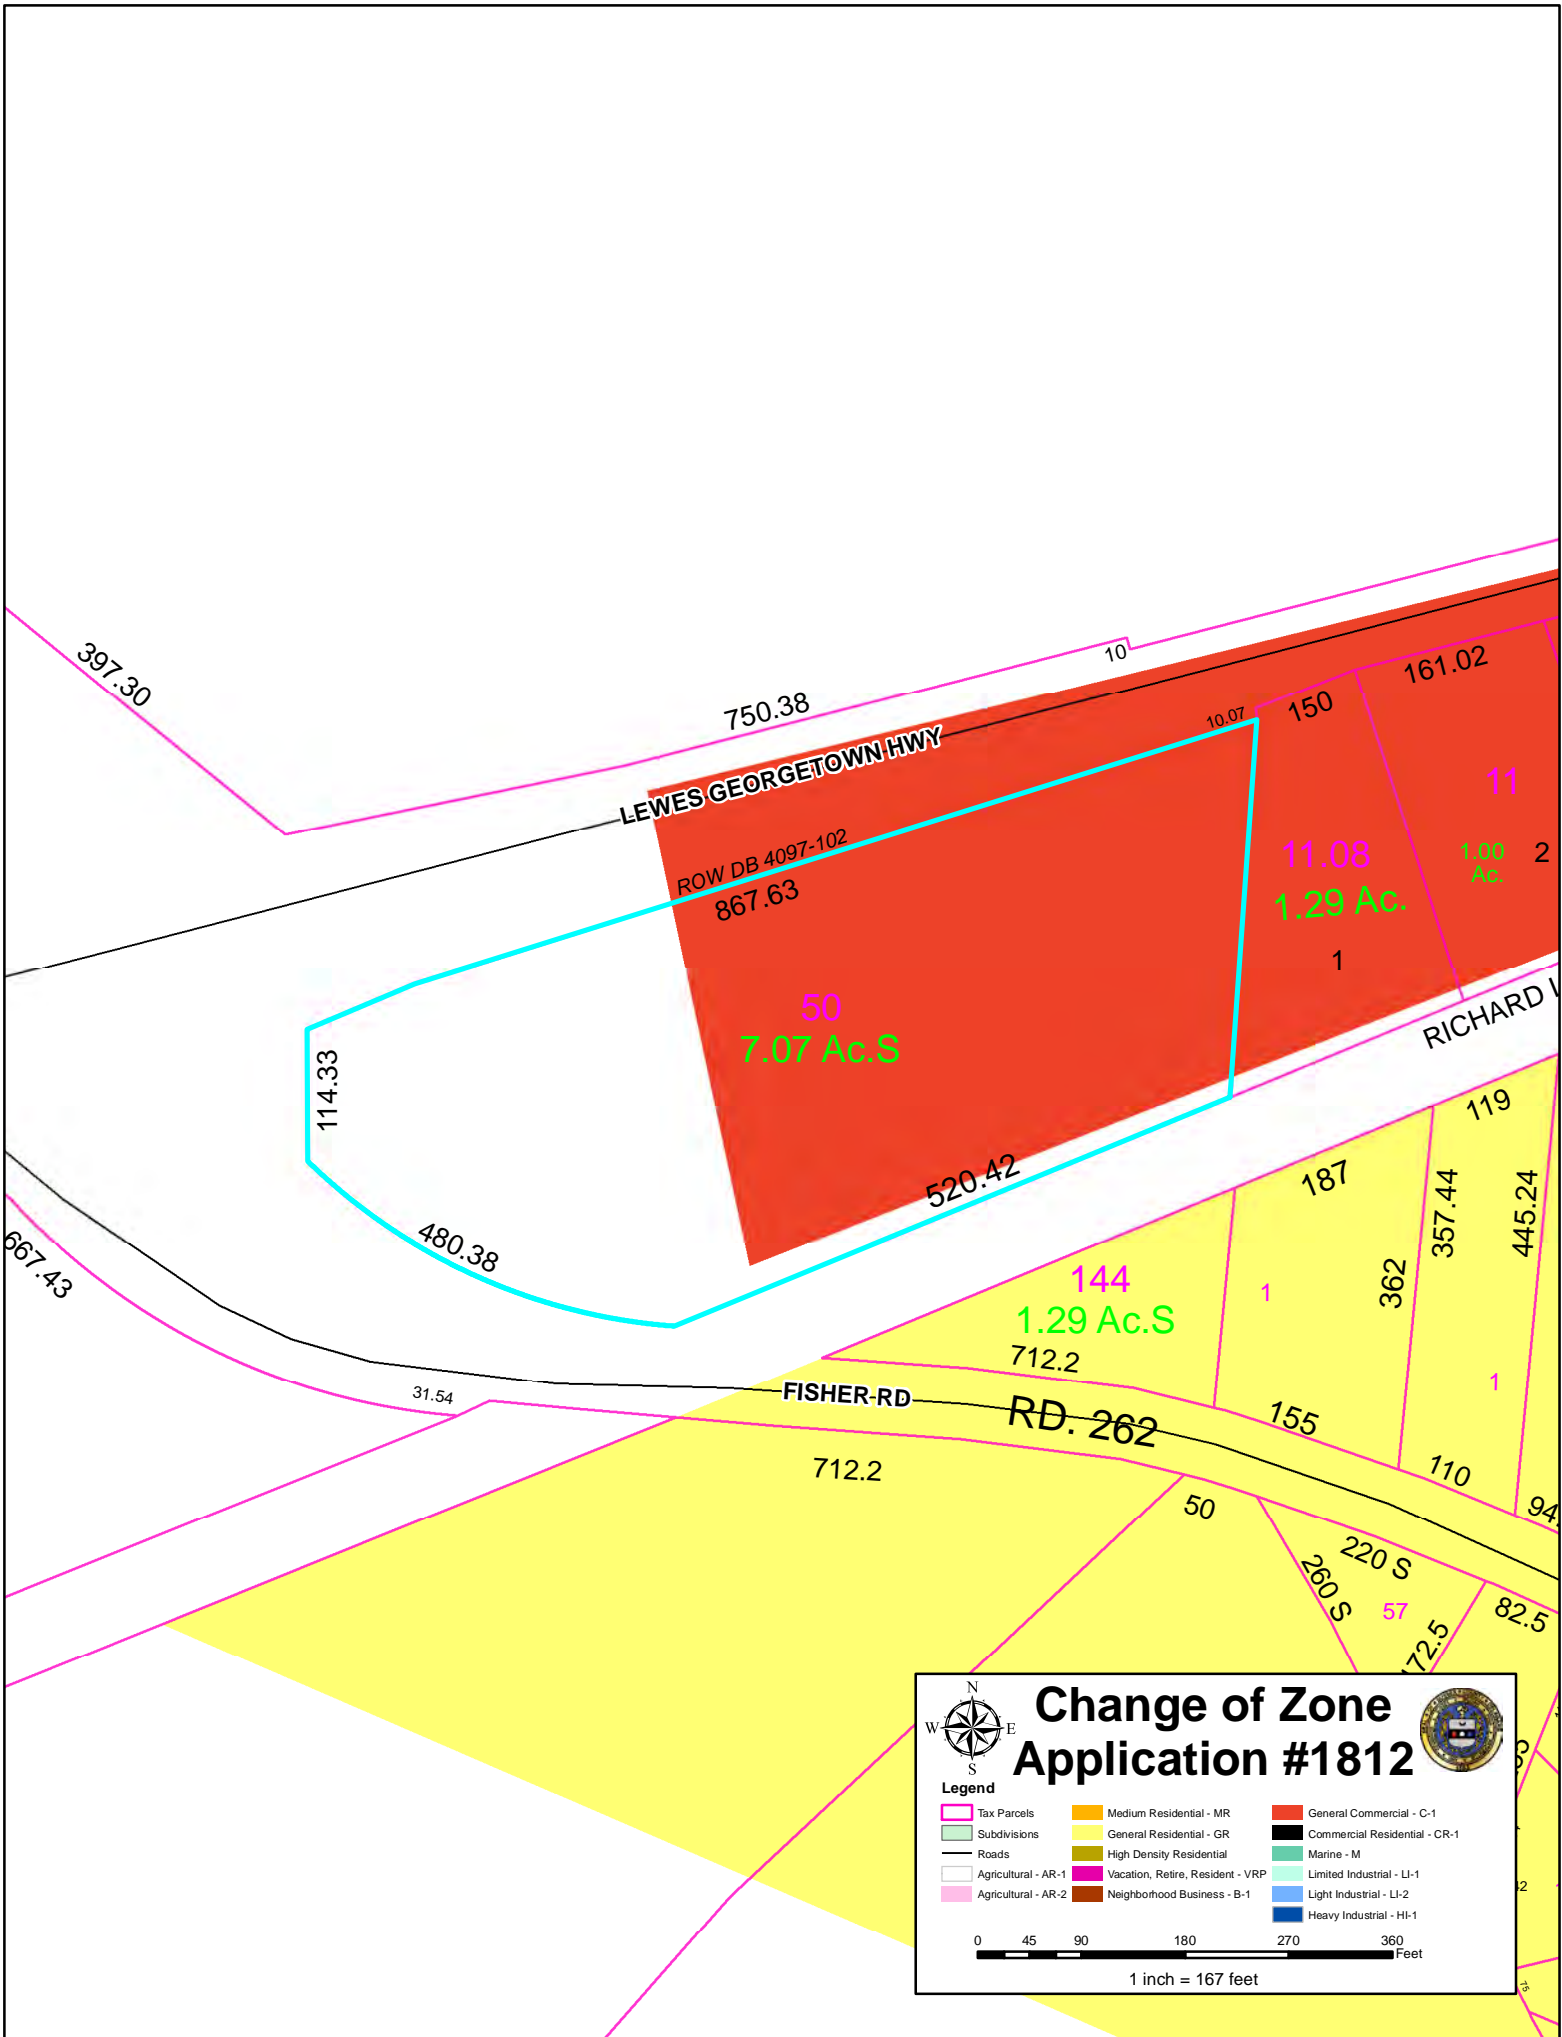 397.30
750.38
10
161.02
150
10.07
LEWES GEORGETOWN HWY
11
ROW DB 4097-102
867.63
11.08
1.29 Ac.
1.00
Ac.
2
1
50
7.07 Ac.S
RICHARD
114.33
119
187
520.42
357.44
445.24
480.38
667.43
144
1.29 Ac.S
1
362
712.2
1
31.54
FISHER RD
RD. 262
155
712.2
110
50
94.
220 S
260 S
57
82.5
172.5
N
W
E
S
Change of Zone
Application #1812
Legend
Tax Parcels
Subdivisions
Roads
Agricultural - AR-1
Agricultural - AR-2
Medium Residential - MR
General Residential - GR
High Density Residential
Vacation, Retire, Resident - VRP
Neighborhood Business - B-1
General Commercial - C-1
Commercial Residential - CR-1
Marine - M
Limited Industrial - LI-1
Light Industrial - LI-2
Heavy Industrial - HI-1
0 45 90 180 270 360
Feet
1 inch = 167 feet
75